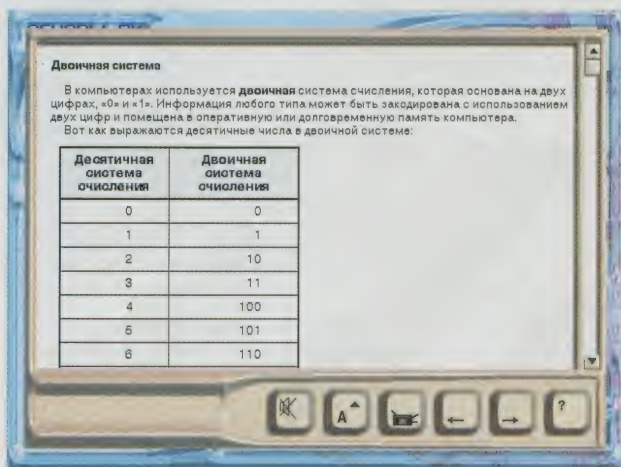 Двоичная система
В компьютерах используется двоичная система счисления, которая основана на двух
цифрах, «0» и «1». Информация любого типа может быть закодирована с использованием
двух цифр и помещена в оперативную или долговременную память компьютера.
Вот как выражаются десятичные числа в двоичной системе:
Десятичная система счисления Двоичная система счисления
0 0
1 1
2 10
3 11
4 100
5 101
6 110
A ?